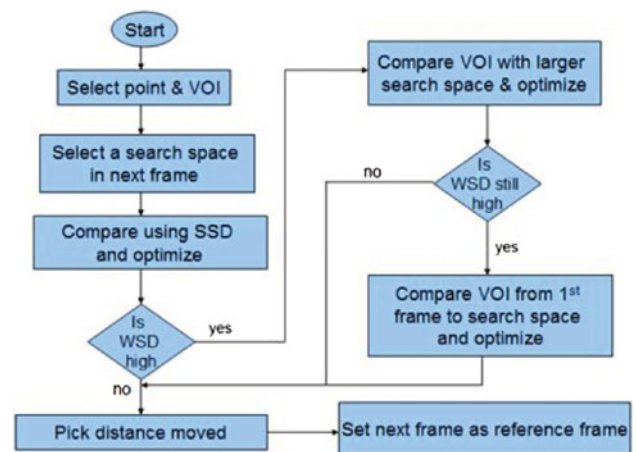 Start
Select point & VOI
Select a search space
in next frame
Compare using SSD
and optimize
Is
WSD
high
yes
no
Pick distance moved
Compare VOI with larger
search space & optimize
Is
WSD still
high
no
yes
Compare VOI from 1st
frame to search space
and optimize
Set next frame as reference frame